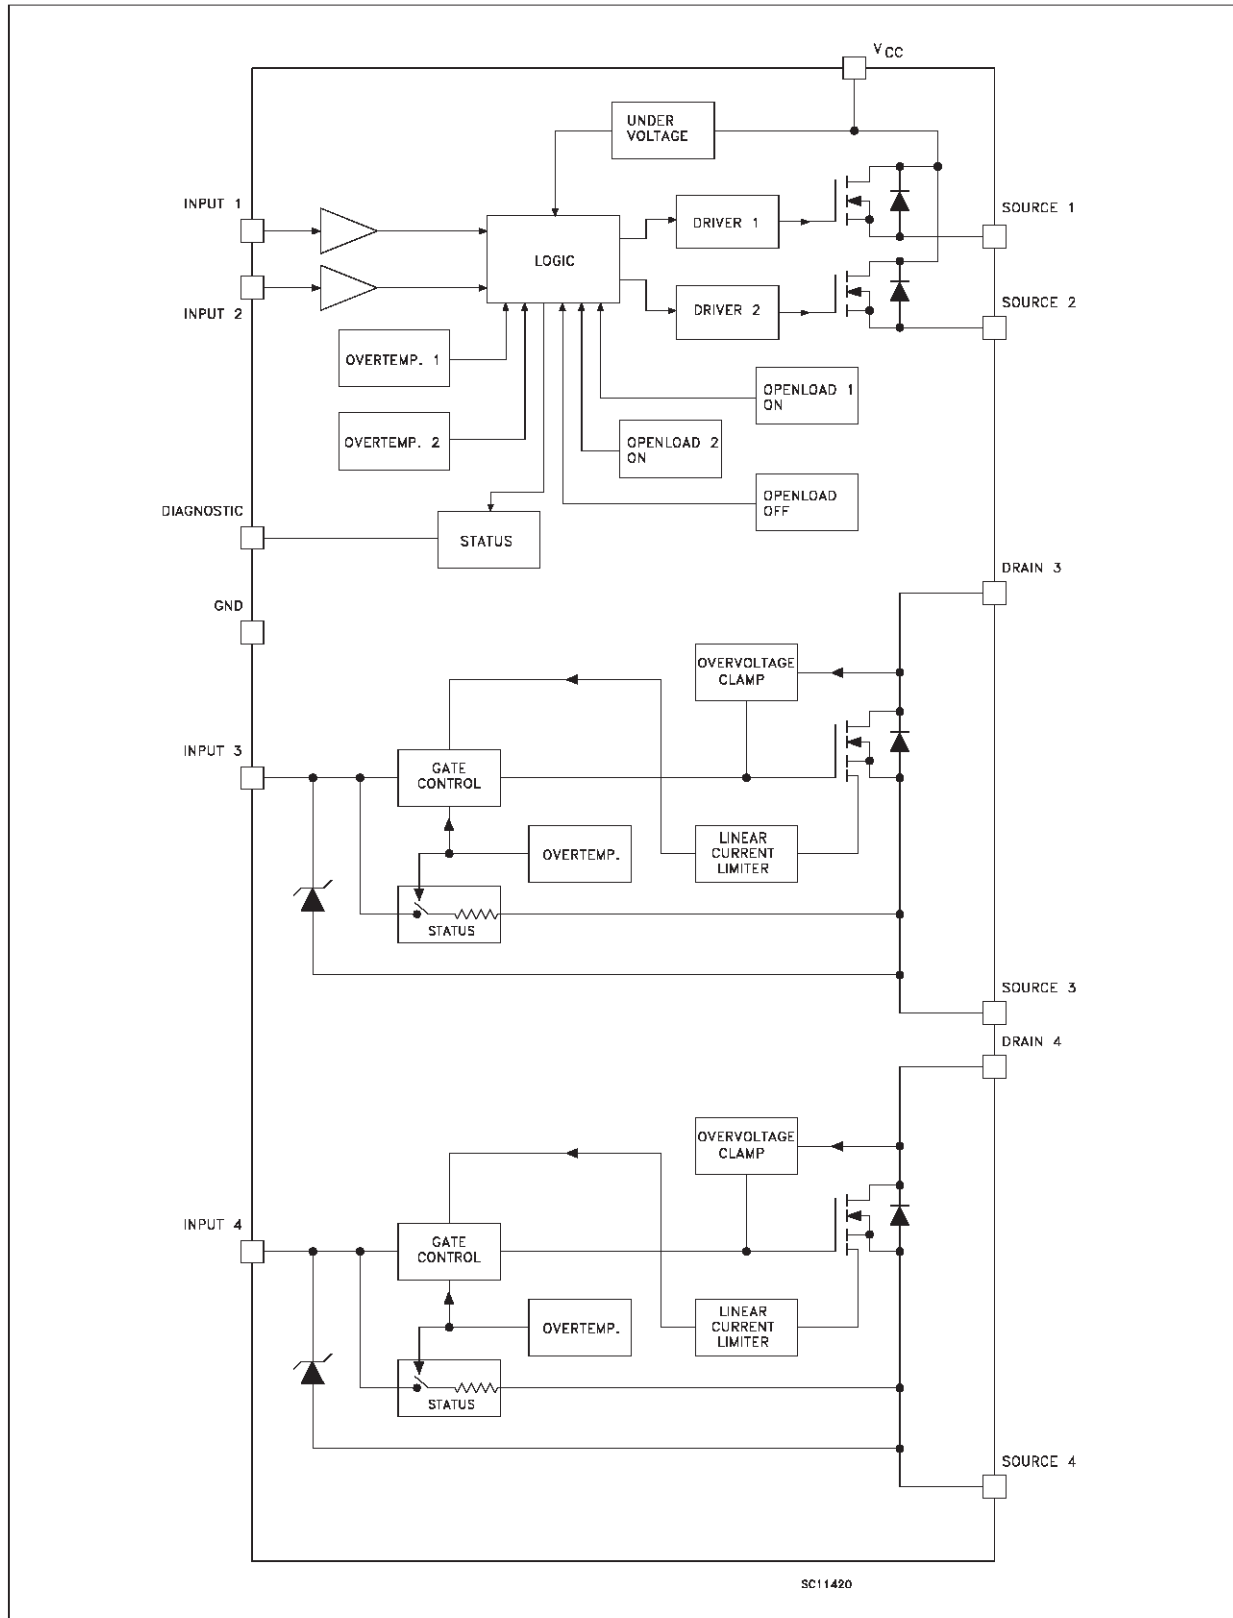 VCC
UNDER
VOLTAGE
INPUT 1
SOURCE 1
DRIVER 1
LOGIC
INPUT 2
SOURCE 2
DRIVER 2
OVERTEMP. 1
OPENLOAD 1
ON
OVERTEMP. 2
OPENLOAD 2
ON
OPENLOAD
OFF
DIAGNOSTIC
STATUS
DRAIN 3
GND
OVERVOLTAGE
CLAMP
INPUT 3
GATE
CONTROL
OVERTEMP.
LINEAR
CURRENT
LIMITER
STATUS
SOURCE 3
DRAIN 4
OVERVOLTAGE
CLAMP
INPUT 4
GATE
CONTROL
OVERTEMP.
LINEAR
CURRENT
LIMITER
STATUS
SOURCE 4
SC11420